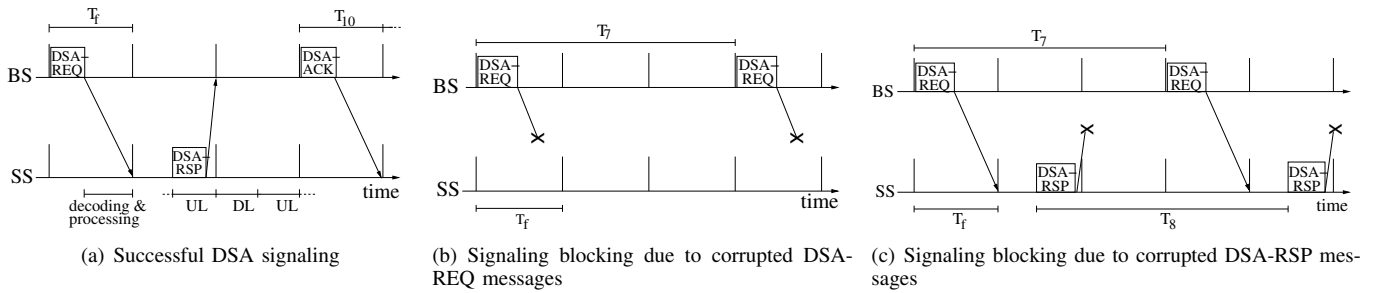 T_f
T_10
DSA–
REQ
DSA–
ACK
BS
DSA–
RSP
SS
time
decoding &
processing
UL
DL
UL
(a) Successful DSA signaling
T_7
DSA–
REQ
DSA–
REQ
BS
SS
time
T_f
(b) Signaling blocking due to corrupted DSA-
REQ messages
T_7
DSA–
REQ
DSA–
REQ
BS
DSA–
RSP
DSA–
RSP
SS
time
T_f
T_8
(c) Signaling blocking due to corrupted DSA-RSP mes-
sages